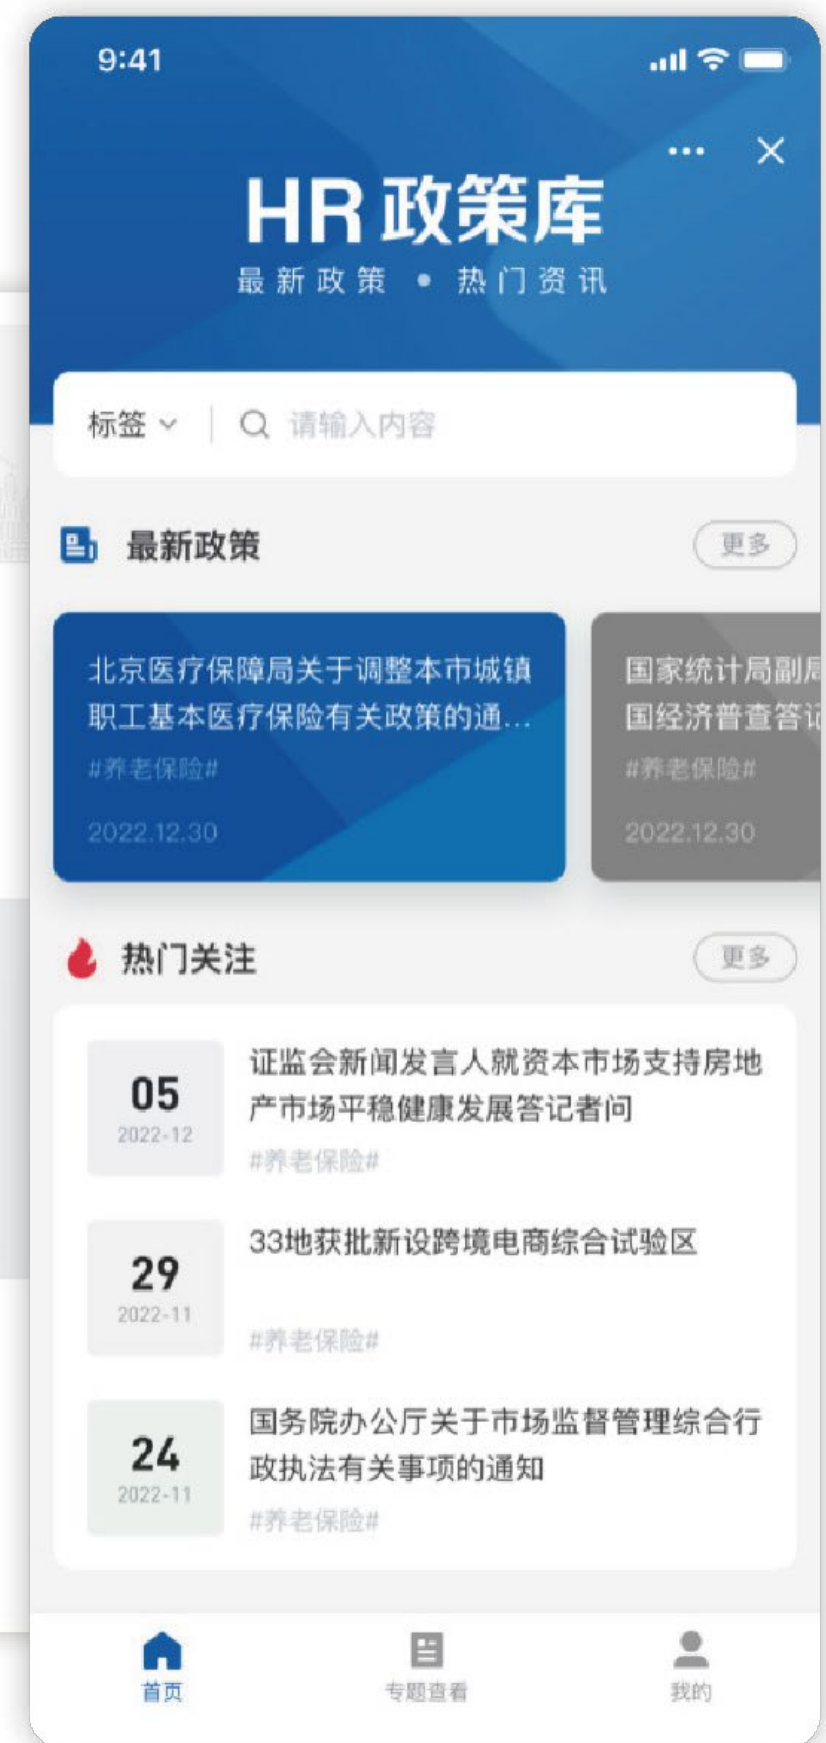 9:41
HR 政策库
最新政策 • 热门资讯
标签
请输入内容
最新政策
更多
北京医疗保障局关于调整本市城镇
职工基本医疗保险有关政策的通...
#养老保险#
2022.12.30
国家统计局副局
国经济普查答记
#养老保险#
2022.12.30
热门关注
更多
05
2022-12
证监会新闻发言人就资本市场支持房地
产市场平稳健康发展答记者问
#养老保险#
29
2022-11
33地获批新设跨境电商综合试验区
#养老保险#
24
2022-11
国务院办公厅关于市场监督管理综合行
政执法有关事项的通知
#养老保险#
首页
专题查看
我的